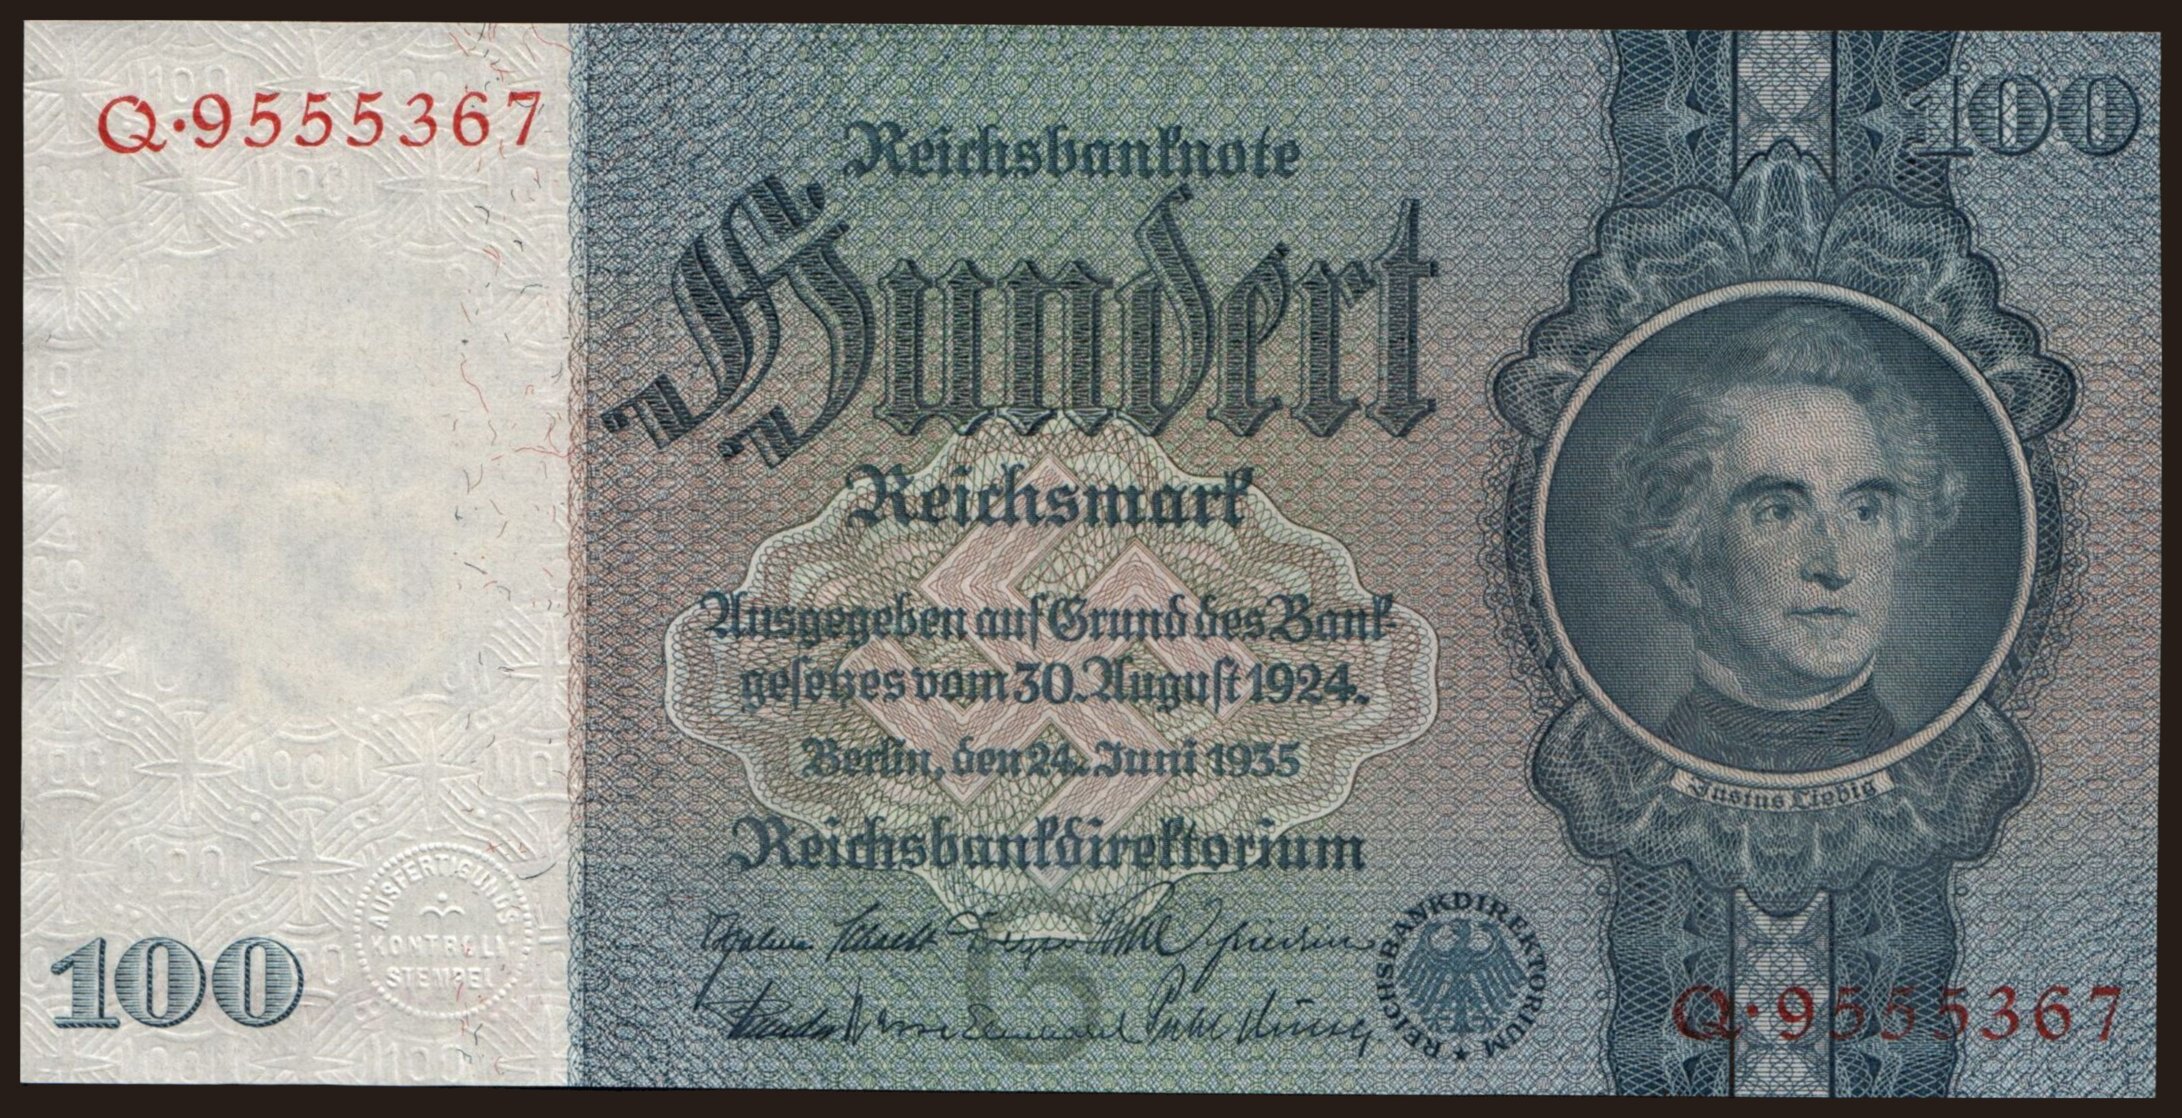 Q·9555367
100
Reichsbanknote
Hundert
Reichsmark
Ausgegeben auf Grund des Bank-
gesetzes vom 30. August 1924.
Berlin, den 24. Juni 1935
Reichsbankdirektorium
Justus Liebig
REICHSBANKDIREKTORIUM
AUSFERTIGUNGS
KONTROLL
STEMPEL
100
G
Q·9555367